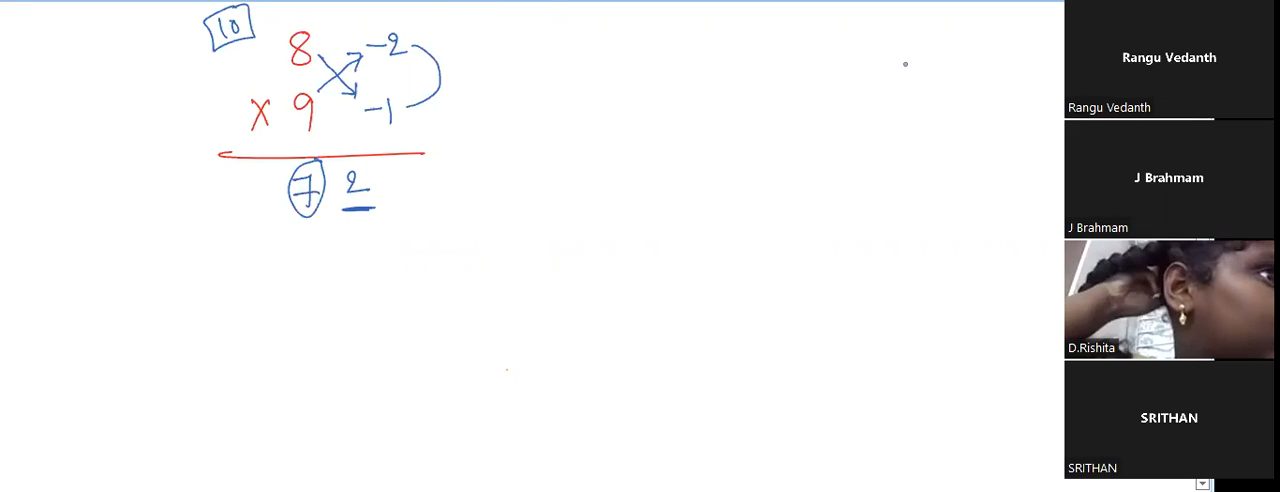 10
8 -2
x 9 -1
7 2
Rangu Vedanth
Rangu Vedanth
J Brahmam
J Brahmam
D.Rishita
SRITHAN
SRITHAN